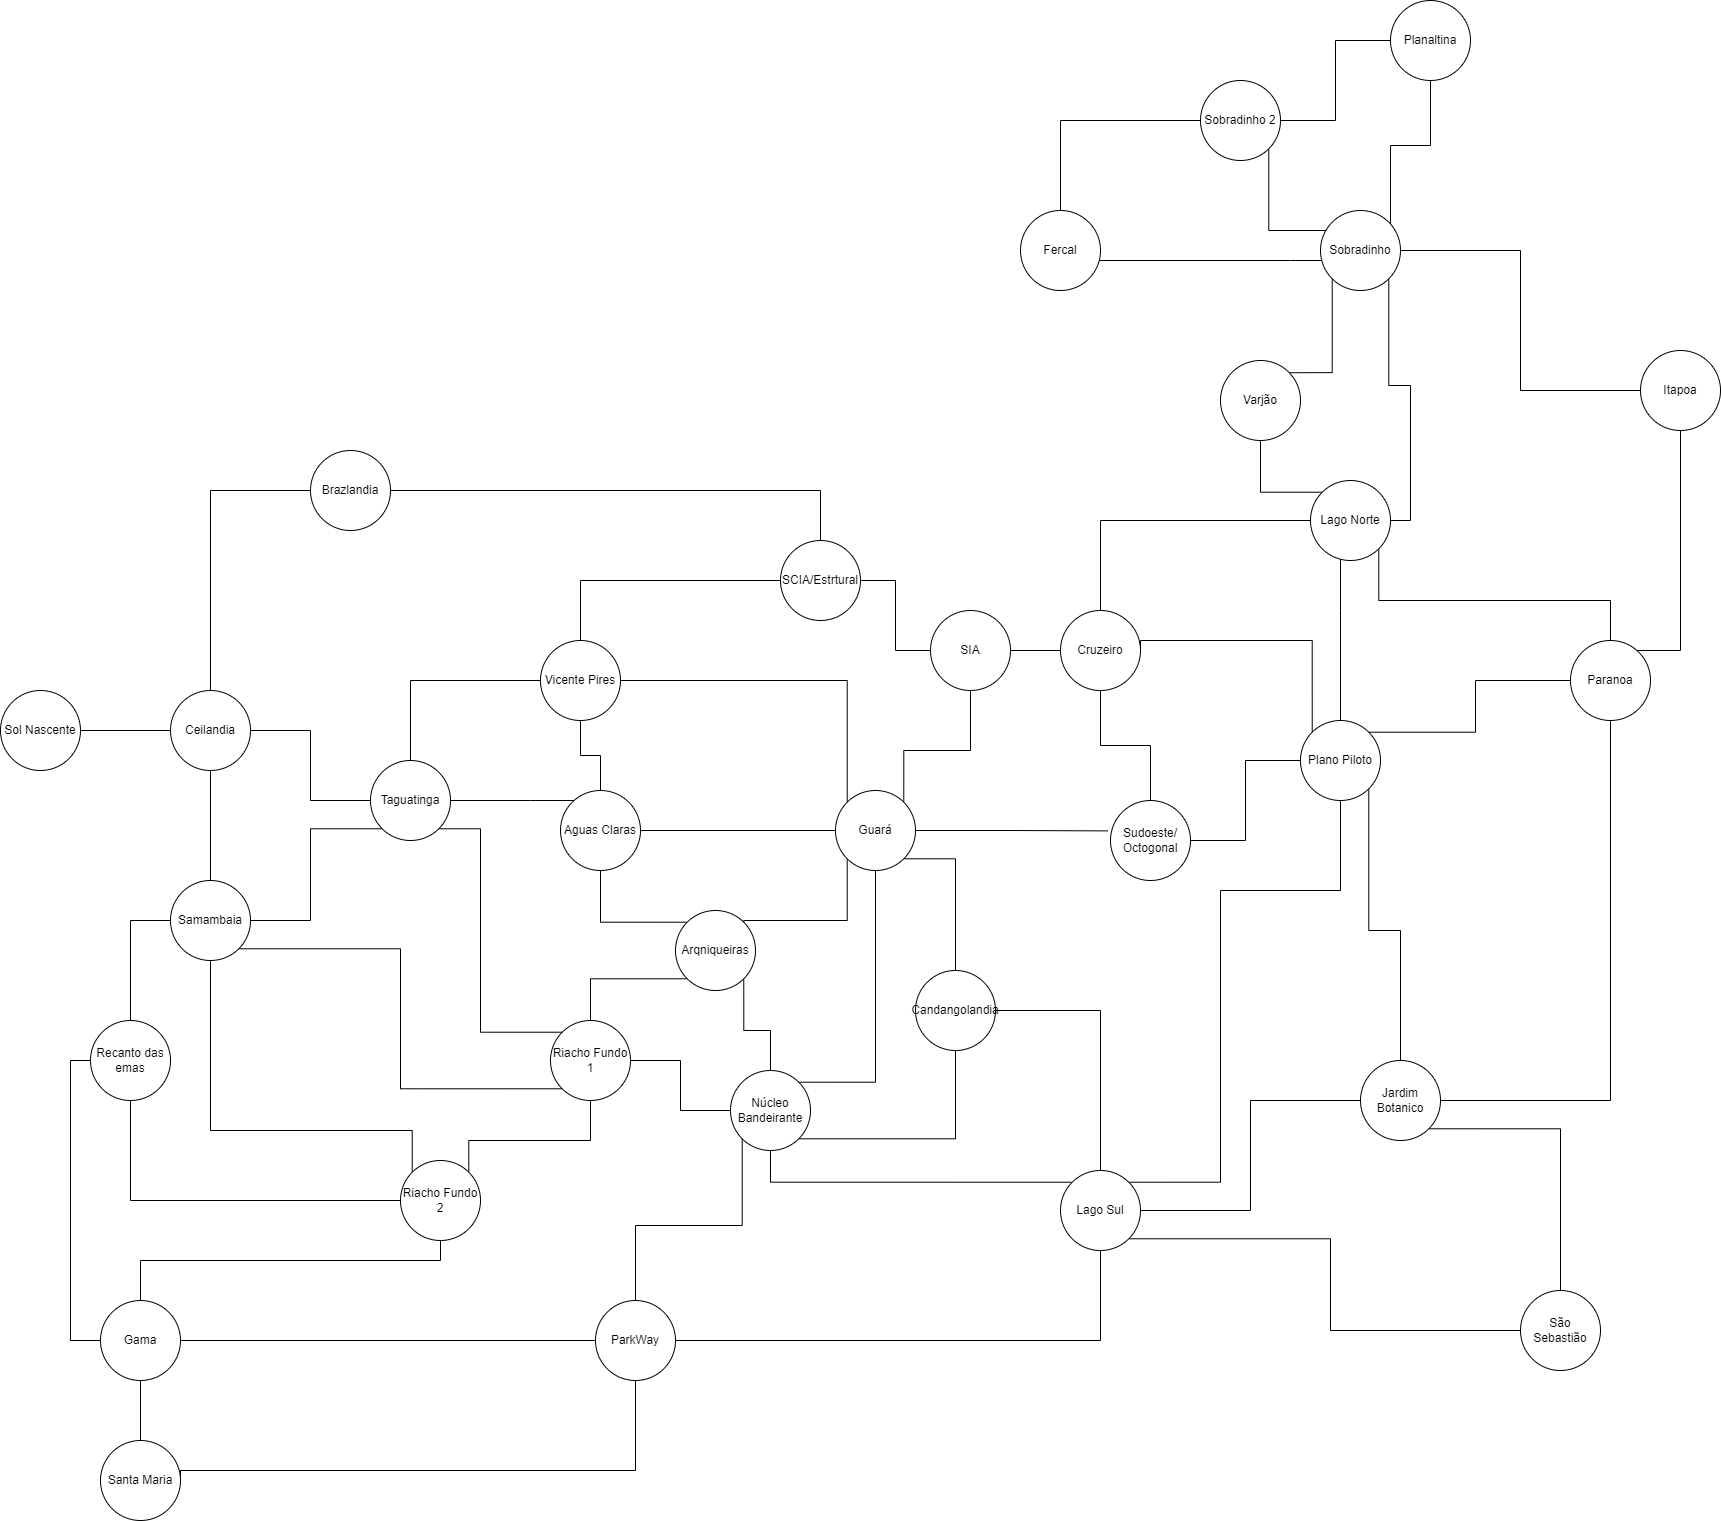 Planaltina
Sobradinho 2
Fercal
Sobradinho
Itapoa
Varjão
Brazlandia
Lago Norte
SCIA/Estrtural
SIA
Cruzeiro
Vicente Pires
Paranoa
Sol Nascente
Ceilandia
Plano Piloto
Taguatinga
Aguas Claras
Guará
Sudoeste/
Octogonal
Samambaia
Arqniqueiras
Candangolandia
Recanto das
emas
Riacho Fundo
1
Núcleo
Bandeirante
Jardim
Botanico
Riacho Fundo
2
Lago Sul
Gama
ParkWay
São
Sebastião
Santa Maria